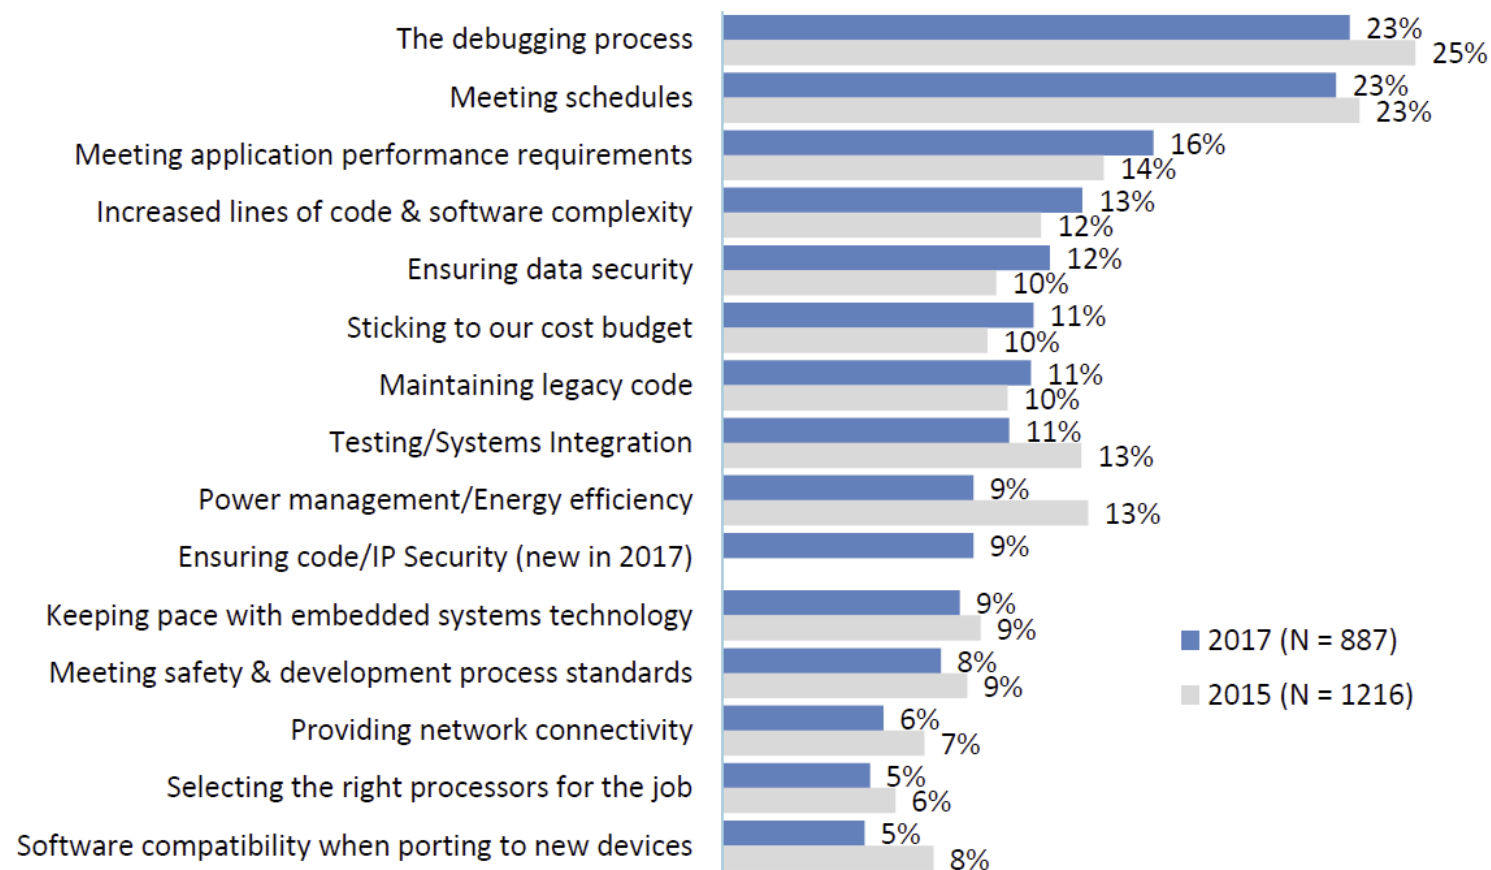 The debugging process
23%
25%
Meeting schedules
23%
23%
Meeting application performance requirements
16%
14%
Increased lines of code & software complexity
13%
12%
Ensuring data security
12%
10%
Sticking to our cost budget
11%
10%
Maintaining legacy code
11%
10%
Testing/Systems Integration
11%
13%
Power management/Energy efficiency
9%
13%
Ensuring code/IP Security (new in 2017)
9%
Keeping pace with embedded systems technology
9%
9%
Meeting safety & development process standards
8%
9%
Providing network connectivity
6%
7%
Selecting the right processors for the job
5%
6%
Software compatibility when porting to new devices
5%
8%
2017 (N = 887)
2015 (N = 1216)